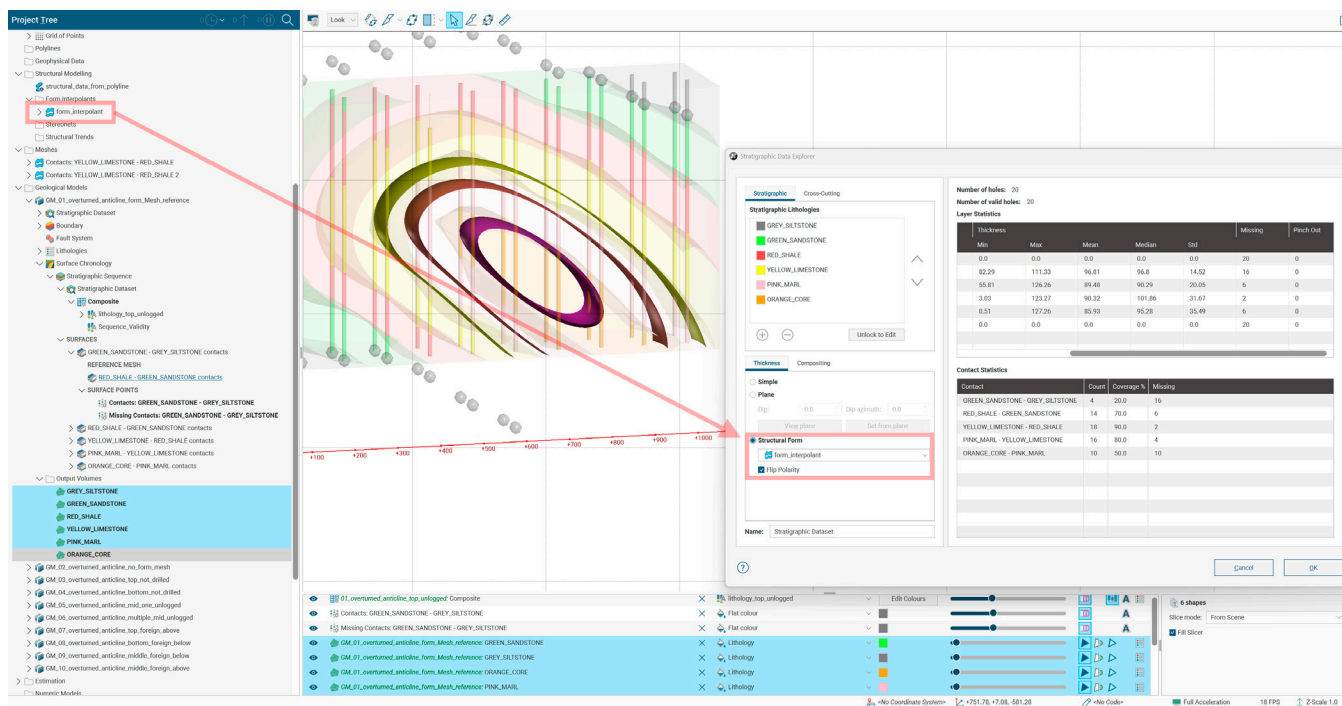 Project Tree
Grid of Points
Polylines
Geophysical Data
Structural Modelling
structural_data_from_polyline
Form Interpolants
form_interpolant
Stereonets
Structural Trends
Meshes
Contacts: YELLOW_LIMESTONE - RED_SHALE
Contacts: YELLOW_LIMESTONE - RED_SHALE 2
Geological Models
GM_01_overturned_anticline_form_Mesh_reference
Stratigraphic Dataset
Boundary
Fault System
Lithologies
Surface Chronology
Stratigraphic Sequence
Stratigraphic Dataset
Composite
lithology_top_unlogged
Sequence_Validity
SURFACES
GREEN_SANDSTONE - GREY_SILTSTONE contacts
REFERENCE MESH
RED_SHALE - GREEN_SANDSTONE contacts
SURFACE POINTS
Contacts: GREEN_SANDSTONE - GREY_SILTSTONE
Missing Contacts: GREEN_SANDSTONE - GREY_SILTSTONE
RED_SHALE - GREEN_SANDSTONE contacts
YELLOW_LIMESTONE - RED_SHALE contacts
PINK_MARL - YELLOW_LIMESTONE contacts
ORANGE_CORE - PINK_MARL contacts
Output Volumes
GREY_SILTSTONE
GREEN_SANDSTONE
RED_SHALE
YELLOW_LIMESTONE
PINK_MARL
ORANGE_CORE
GM_02_overturned_anticline_no_form_mesh
GM_03_overturned_anticline_top_not_drilled
GM_04_overturned_anticline_bottom_not_drilled
GM_05_overturned_anticline_mid_one_unlogged
GM_06_overturned_anticline_multiple_mid_unlogged
GM_07_overturned_anticline_top_foreign_above
GM_08_overturned_anticline_bottom_foreign_below
GM_09_overturned_anticline_middle_foreign_below
GM_10_overturned_anticline_middle_foreign_above
Estimation
Numeric Models
Look
+100 +200 +300 +400 +500 +600 +700 +800 +900 +1000
Stratigraphic Data Explorer
Stratigraphic Cross-Cutting
Stratigraphic Lithologies
GREY_SILTSTONE
GREEN_SANDSTONE
RED_SHALE
YELLOW_LIMESTONE
PINK_MARL
ORANGE_CORE
Unlock to Edit
Thickness Compositing
Simple
Plane
Dip: 0.0 Dip azimuth: 0.0
View plane Set from plane
Structural Form
form_interpolant
Flip Polarity
Name: Stratigraphic Dataset
Number of holes: 20
Number of valid holes: 20
Layer Statistics
Thickness Missing Pinch Out
Min Max Mean Median Std
0.0 0.0 0.0 0.0 0.0 20 0
82.29 111.33 96.81 96.8 14.52 16 0
55.81 126.26 89.48 90.29 20.05 6 0
3.03 123.27 90.32 101.86 31.67 2 0
0.51 127.26 85.93 95.28 35.49 6 0
0.0 0.0 0.0 0.0 0.0 20 0
Contact Statistics
Contact Count Coverage % Missing
GREEN_SANDSTONE - GREY_SILTSTONE 4 20.0 16
RED_SHALE - GREEN_SANDSTONE 14 70.0 6
YELLOW_LIMESTONE - RED_SHALE 18 90.0 2
PINK_MARL - YELLOW_LIMESTONE 16 80.0 4
ORANGE_CORE - PINK_MARL 10 50.0 10
Cancel OK
01_overturned_anticline_top_unlogged: Composite lithology_top_unlogged Edit Colours
Contacts: GREEN_SANDSTONE - GREY_SILTSTONE Flat colour
Missing Contacts: GREEN_SANDSTONE - GREY_SILTSTONE Flat colour
GM_01_overturned_anticline_form_Mesh_reference: GREEN_SANDSTONE Lithology
GM_01_overturned_anticline_form_Mesh_reference: GREY_SILTSTONE Lithology
GM_01_overturned_anticline_form_Mesh_reference: ORANGE_CORE Lithology
GM_01_overturned_anticline_form_Mesh_reference: PINK_MARL Lithology
6 shapes
Slice mode: From Scene
Fill Slicer
<No Coordinate System> +751.78, +7.08, -501.28 <No Code> Full Acceleration 18 FPS Z-Scale 1.0